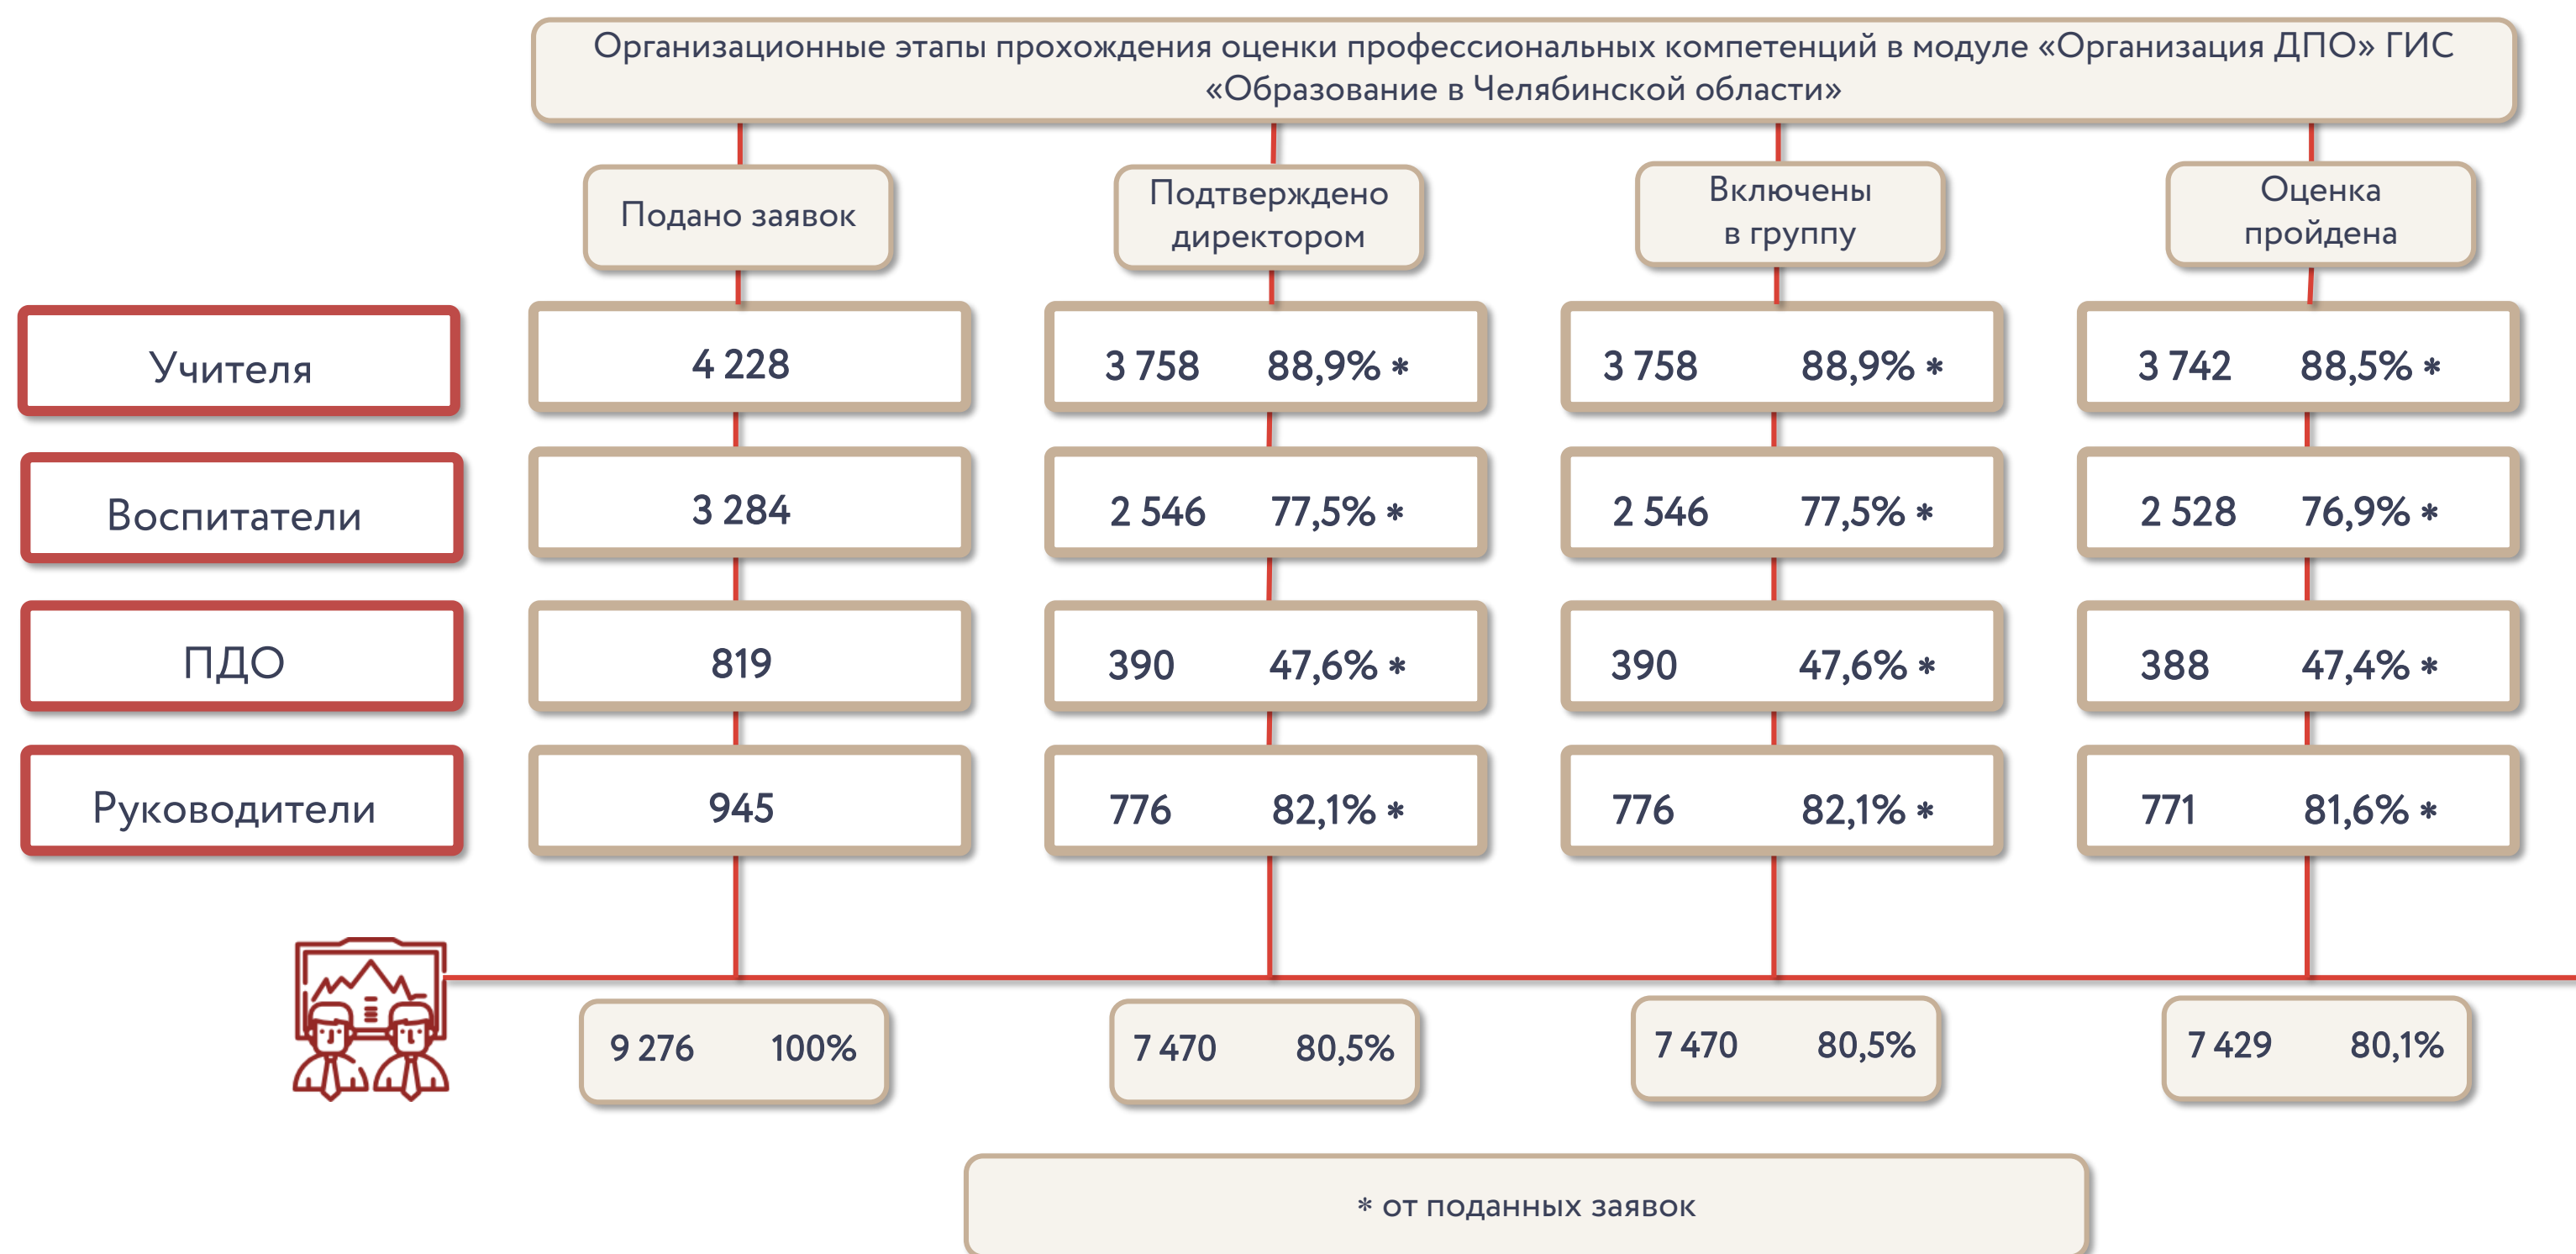 Организационные этапы прохождения оценки профессиональных компетенций в модуле «Организация ДПО» ГИС
«Образование в Челябинской области»
Подано заявок
Подтверждено
директором
Включены
в группу
Оценка
пройдена
Учителя
4 228
3 758 88,9% *
3 758 88,9% *
3 742 88,5% *
Воспитатели
3 284
2 546 77,5% *
2 546 77,5% *
2 528 76,9% *
ПДО
819
390 47,6% *
390 47,6% *
388 47,4% *
Руководители
945
776 82,1% *
776 82,1% *
771 81,6% *
9 276 100%
7 470 80,5%
7 470 80,5%
7 429 80,1%
* от поданных заявок